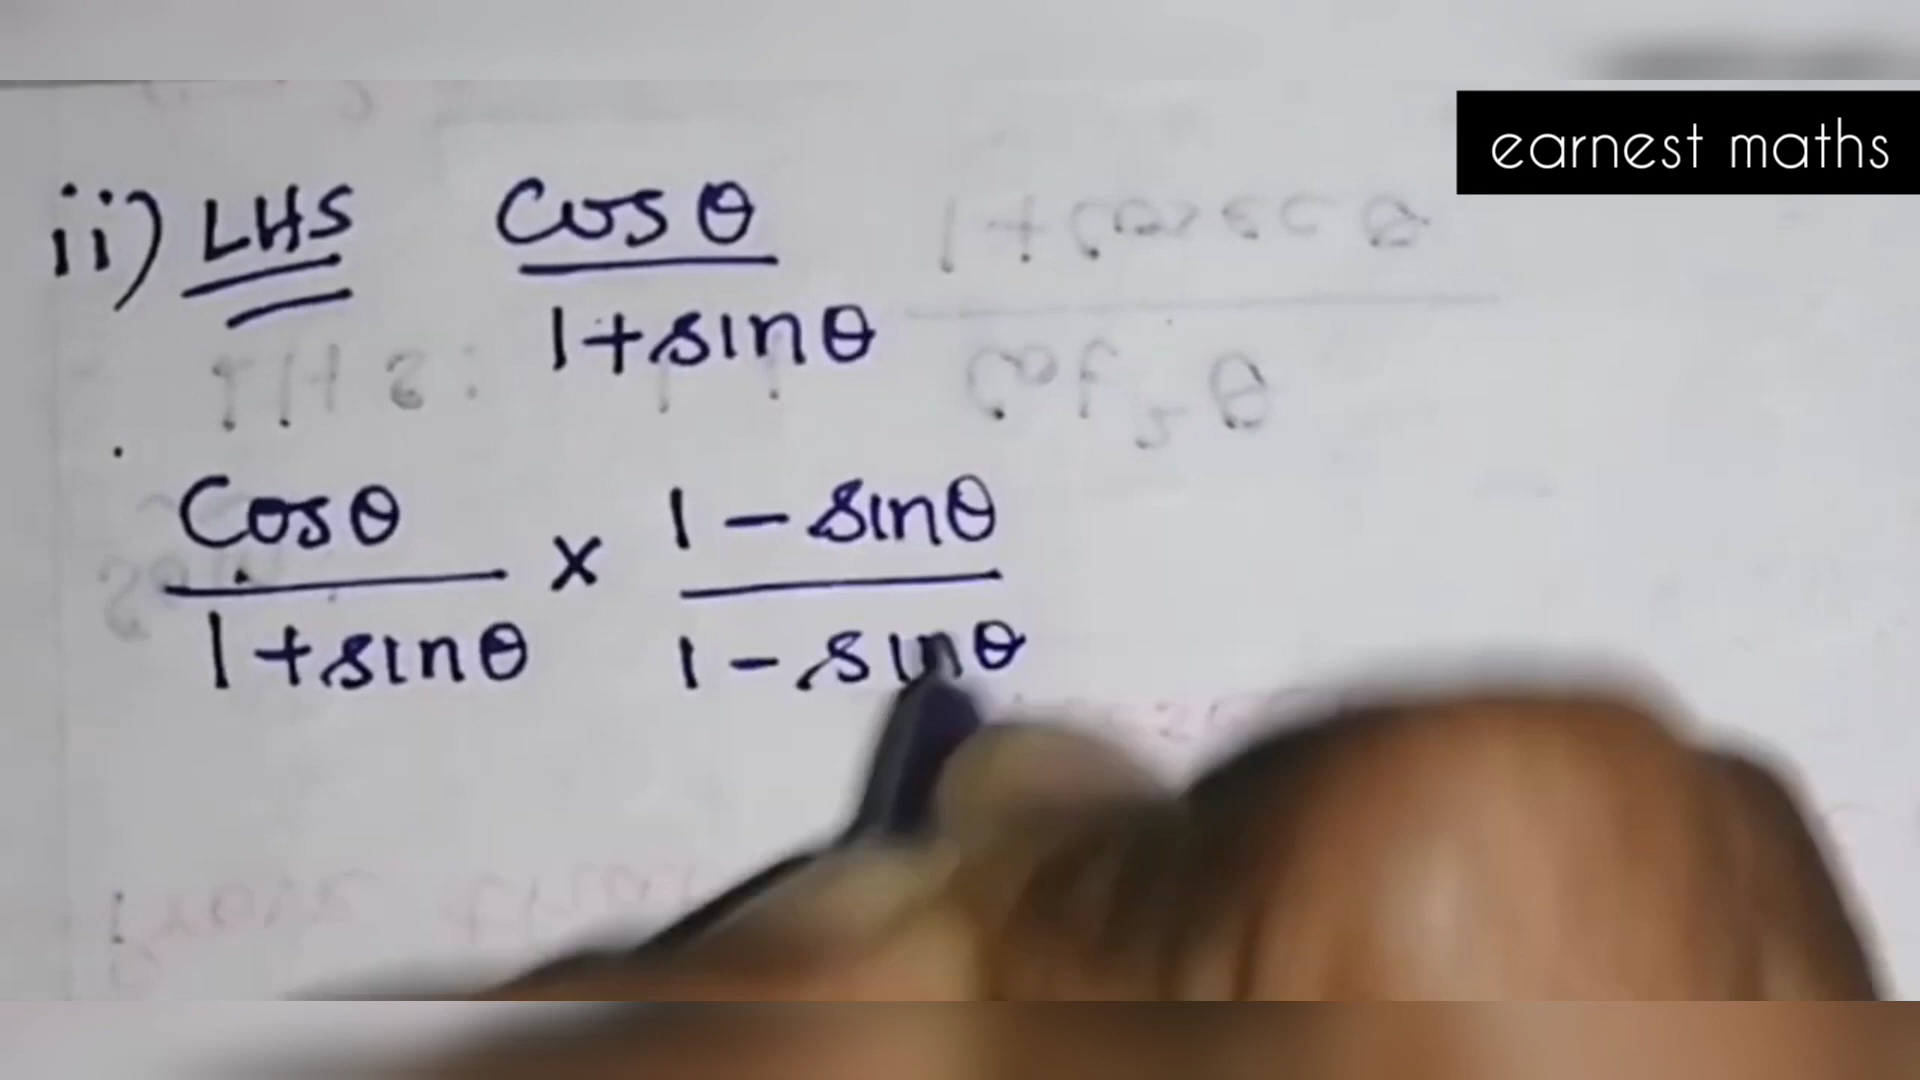 earnest maths
ii) LHS cosθ
1+sinθ
cosθ × 1 - sinθ
1+sinθ 1 - sinθ